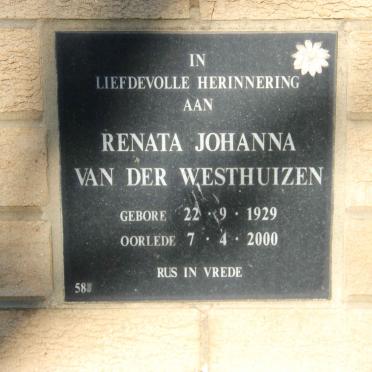 IN
LIEFDEVOLLE HERINNERING
AAN
RENATA JOHANNA
VAN DER WESTHUIZEN
GEBORE 22 · 9 · 1929
OORLEDE 7 · 4 · 2000
RUS IN VREDE